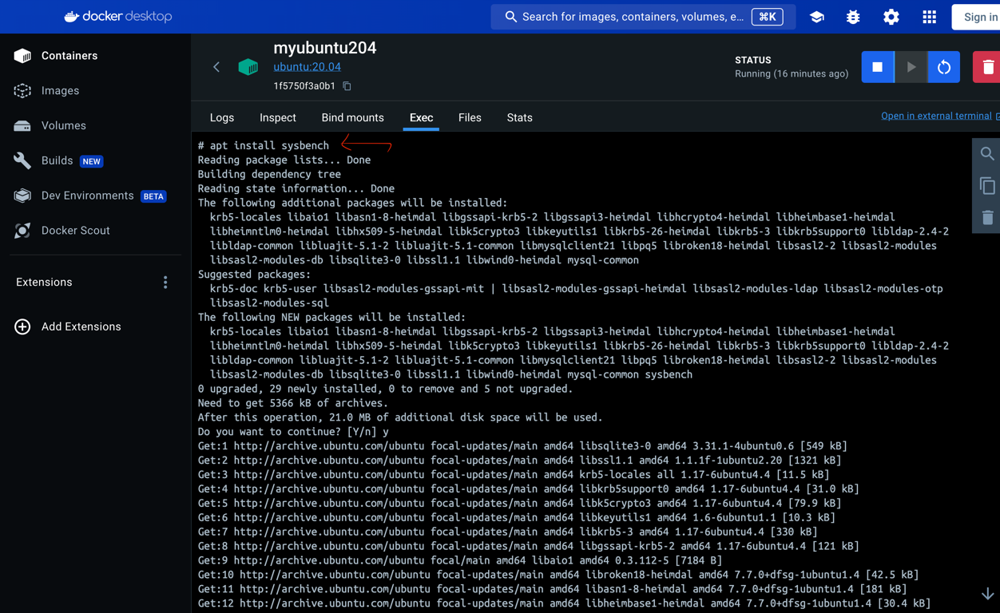 docker desktop
Search for images, containers, volumes, e... ⌘K
Sign in
Containers
Images
Volumes
Builds NEW
Dev Environments BETA
Docker Scout
Extensions
Add Extensions
myubuntu204
ubuntu:20.04
1f5750f3a0b1
STATUS
Running (16 minutes ago)
Logs Inspect Bind mounts Exec Files Stats
Open in external terminal
# apt install sysbench
Reading package lists... Done
Building dependency tree
Reading state information... Done
The following additional packages will be installed:
  krb5-locales libaio1 libasn1-8-heimdal libgssapi-krb5-2 libgssapi3-heimdal libhcrypto4-heimdal libheimbase1-heimdal
  libheimntlm0-heimdal libhx509-5-heimdal libk5crypto3 libkeyutils1 libkrb5-26-heimdal libkrb5-3 libkrb5support0 libldap-2.4-2
  libldap-common libluajit-5.1-2 libluajit-5.1-common libmysqlclient21 libpq5 libroken18-heimdal libsasl2-2 libsasl2-modules
  libsasl2-modules-db libsqlite3-0 libssl1.1 libwind0-heimdal mysql-common
Suggested packages:
  krb5-doc krb5-user libsasl2-modules-gssapi-mit | libsasl2-modules-gssapi-heimdal libsasl2-modules-ldap libsasl2-modules-otp
  libsasl2-modules-sql
The following NEW packages will be installed:
  krb5-locales libaio1 libasn1-8-heimdal libgssapi-krb5-2 libgssapi3-heimdal libhcrypto4-heimdal libheimbase1-heimdal
  libheimntlm0-heimdal libhx509-5-heimdal libk5crypto3 libkeyutils1 libkrb5-26-heimdal libkrb5-3 libkrb5support0 libldap-2.4-2
  libldap-common libluajit-5.1-2 libluajit-5.1-common libmysqlclient21 libpq5 libroken18-heimdal libsasl2-2 libsasl2-modules
  libsasl2-modules-db libsqlite3-0 libssl1.1 libwind0-heimdal mysql-common sysbench
0 upgraded, 29 newly installed, 0 to remove and 5 not upgraded.
Need to get 5366 kB of archives.
After this operation, 21.0 MB of additional disk space will be used.
Do you want to continue? [Y/n] y
Get:1 http://archive.ubuntu.com/ubuntu focal-updates/main amd64 libsqlite3-0 amd64 3.31.1-4ubuntu0.6 [549 kB]
Get:2 http://archive.ubuntu.com/ubuntu focal-updates/main amd64 libssl1.1 amd64 1.1.1f-1ubuntu2.20 [1321 kB]
Get:3 http://archive.ubuntu.com/ubuntu focal-updates/main amd64 krb5-locales all 1.17-6ubuntu4.4 [11.5 kB]
Get:4 http://archive.ubuntu.com/ubuntu focal-updates/main amd64 libkrb5support0 amd64 1.17-6ubuntu4.4 [31.0 kB]
Get:5 http://archive.ubuntu.com/ubuntu focal-updates/main amd64 libk5crypto3 amd64 1.17-6ubuntu4.4 [79.9 kB]
Get:6 http://archive.ubuntu.com/ubuntu focal-updates/main amd64 libkeyutils1 amd64 1.6-6ubuntu1.1 [10.3 kB]
Get:7 http://archive.ubuntu.com/ubuntu focal-updates/main amd64 libkrb5-3 amd64 1.17-6ubuntu4.4 [330 kB]
Get:8 http://archive.ubuntu.com/ubuntu focal-updates/main amd64 libgssapi-krb5-2 amd64 1.17-6ubuntu4.4 [121 kB]
Get:9 http://archive.ubuntu.com/ubuntu focal/main amd64 libaio1 amd64 0.3.112-5 [7184 B]
Get:10 http://archive.ubuntu.com/ubuntu focal-updates/main amd64 libroken18-heimdal amd64 7.7.0+dfsg-1ubuntu1.4 [42.5 kB]
Get:11 http://archive.ubuntu.com/ubuntu focal-updates/main amd64 libasn1-8-heimdal amd64 7.7.0+dfsg-1ubuntu1.4 [181 kB]
Get:12 http://archive.ubuntu.com/ubuntu focal-updates/main amd64 libheimbase1-heimdal amd64 7.7.0+dfsg-1ubuntu1.4 [30.4 kB]